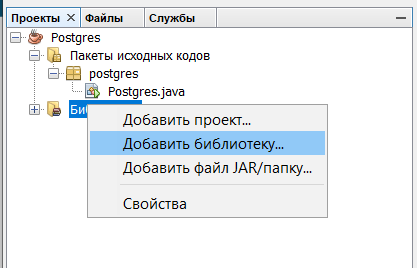 Проекты × Файлы Службы
Postgres
Пакеты исходных кодов
postgres
Postgres.java
Добавить проект...
Добавить библиотеку...
Добавить файл JAR/папку...
Свойства